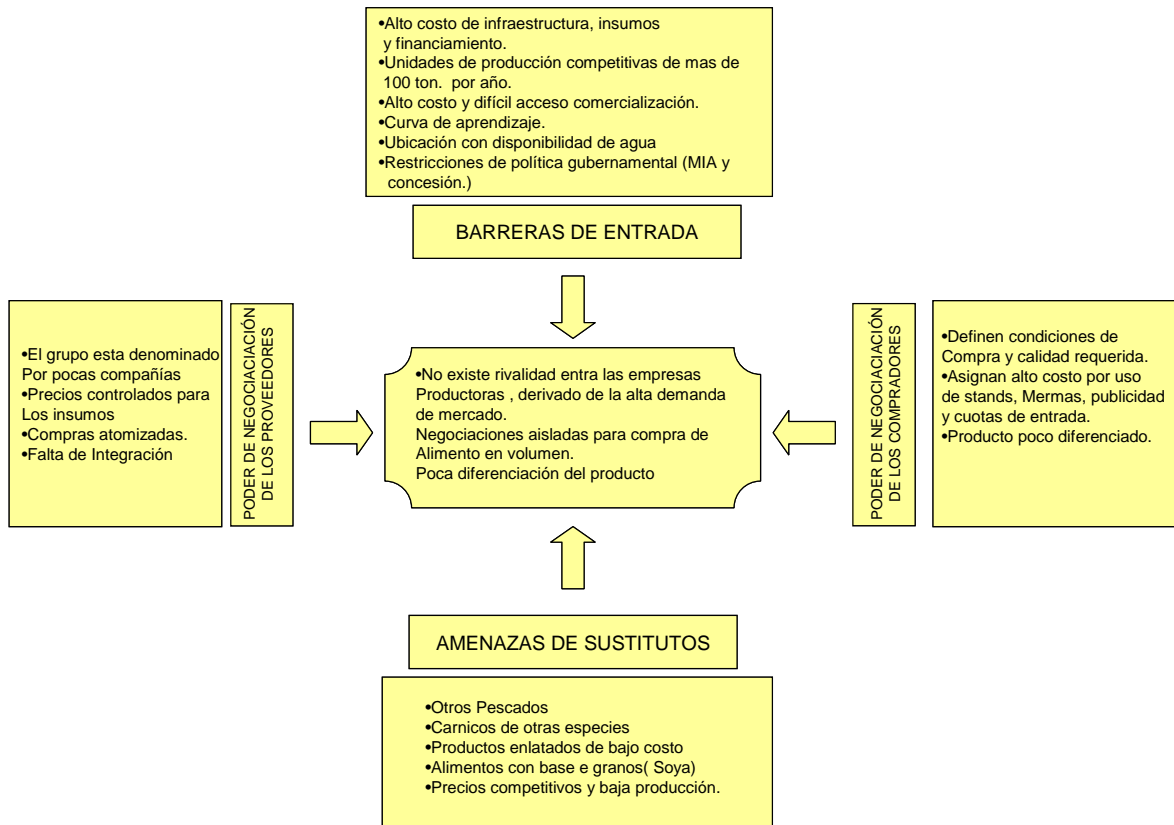 •Alto costo de infraestructura, insumos
y financiamiento.
•Unidades de producción competitivas de mas de
100 ton. por año.
•Alto costo y difícil acceso comercialización.
•Curva de aprendizaje.
•Ubicación con disponibilidad de agua
•Restricciones de política gubernamental (MIA y
concesión.)
BARRERAS DE ENTRADA
•El grupo esta denominado
Por pocas compañías
•Precios controlados para
Los insumos
•Compras atomizadas.
•Falta de Integración
PODER DE NEGOCIACIÓN
DE LOS PROVEEDORES
•No existe rivalidad entra las empresas
Productoras , derivado de la alta demanda
de mercado.
Negociaciones aisladas para compra de
Alimento en volumen.
Poca diferenciación del producto
PODER DE NEGOCIACIÓN
DE LOS COMPRADORES
•Definen condiciones de
Compra y calidad requerida.
•Asignan alto costo por uso
de stands, Mermas, publicidad
y cuotas de entrada.
•Producto poco diferenciado.
AMENAZAS DE SUSTITUTOS
•Otros Pescados
•Carnicos de otras especies
•Productos enlatados de bajo costo
•Alimentos con base e granos( Soya)
•Precios competitivos y baja producción.